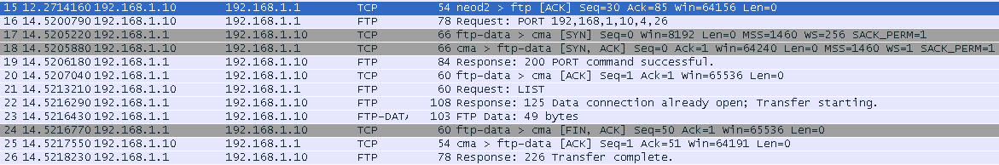 15 12.2714160 192.168.1.10 192.168.1.1 TCP 54 neod2 > ftp [ACK] Seq=30 Ack=85 Win=64156 Len=0
16 14.5200790 192.168.1.10 192.168.1.1 FTP 78 Request: PORT 192,168,1,10,4,26
17 14.5205220 192.168.1.1 192.168.1.10 TCP 66 ftp-data > cma [SYN] Seq=0 Win=8192 Len=0 MSS=1460 WS=256 SACK_PERM=1
18 14.5205880 192.168.1.10 192.168.1.1 TCP 66 cma > ftp-data [SYN, ACK] Seq=0 Ack=1 Win=64240 Len=0 MSS=1460 WS=1 SACK_PERM=1
19 14.5206180 192.168.1.1 192.168.1.10 FTP 84 Response: 200 PORT command successful.
20 14.5207040 192.168.1.1 192.168.1.10 TCP 60 ftp-data > cma [ACK] Seq=1 Ack=1 Win=65536 Len=0
21 14.5213210 192.168.1.10 192.168.1.1 FTP 60 Request: LIST
22 14.5216290 192.168.1.1 192.168.1.10 FTP 108 Response: 125 Data connection already open; Transfer starting.
23 14.5216430 192.168.1.1 192.168.1.10 FTP-DATA 103 FTP Data: 49 bytes
24 14.5216770 192.168.1.1 192.168.1.10 TCP 60 ftp-data > cma [FIN, ACK] Seq=50 Ack=1 Win=65536 Len=0
25 14.5217550 192.168.1.10 192.168.1.1 TCP 54 cma > ftp-data [ACK] Seq=1 Ack=51 Win=64191 Len=0
26 14.5218230 192.168.1.1 192.168.1.10 FTP 78 Response: 226 Transfer complete.